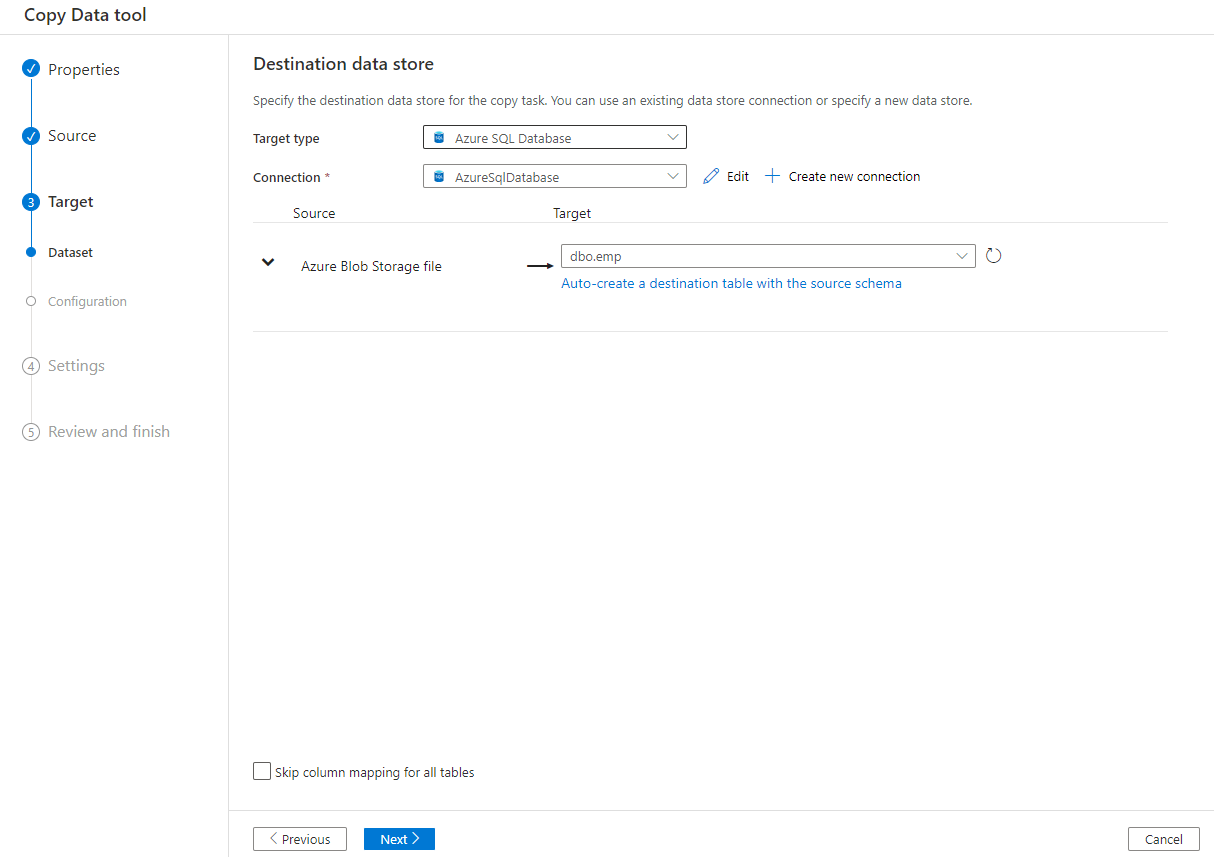 Copy Data tool
Properties
Source
3 Target
Dataset
Configuration
4 Settings
5 Review and finish
Destination data store
Specify the destination data store for the copy task. You can use an existing data store connection or specify a new data store.
Target type
SQL Azure SQL Database
Connection *
SQL AzureSqlDatabase
Edit
Create new connection
Source Target
Azure Blob Storage file
dbo.emp
Auto-create a destination table with the source schema
Skip column mapping for all tables
Previous
Next
Cancel